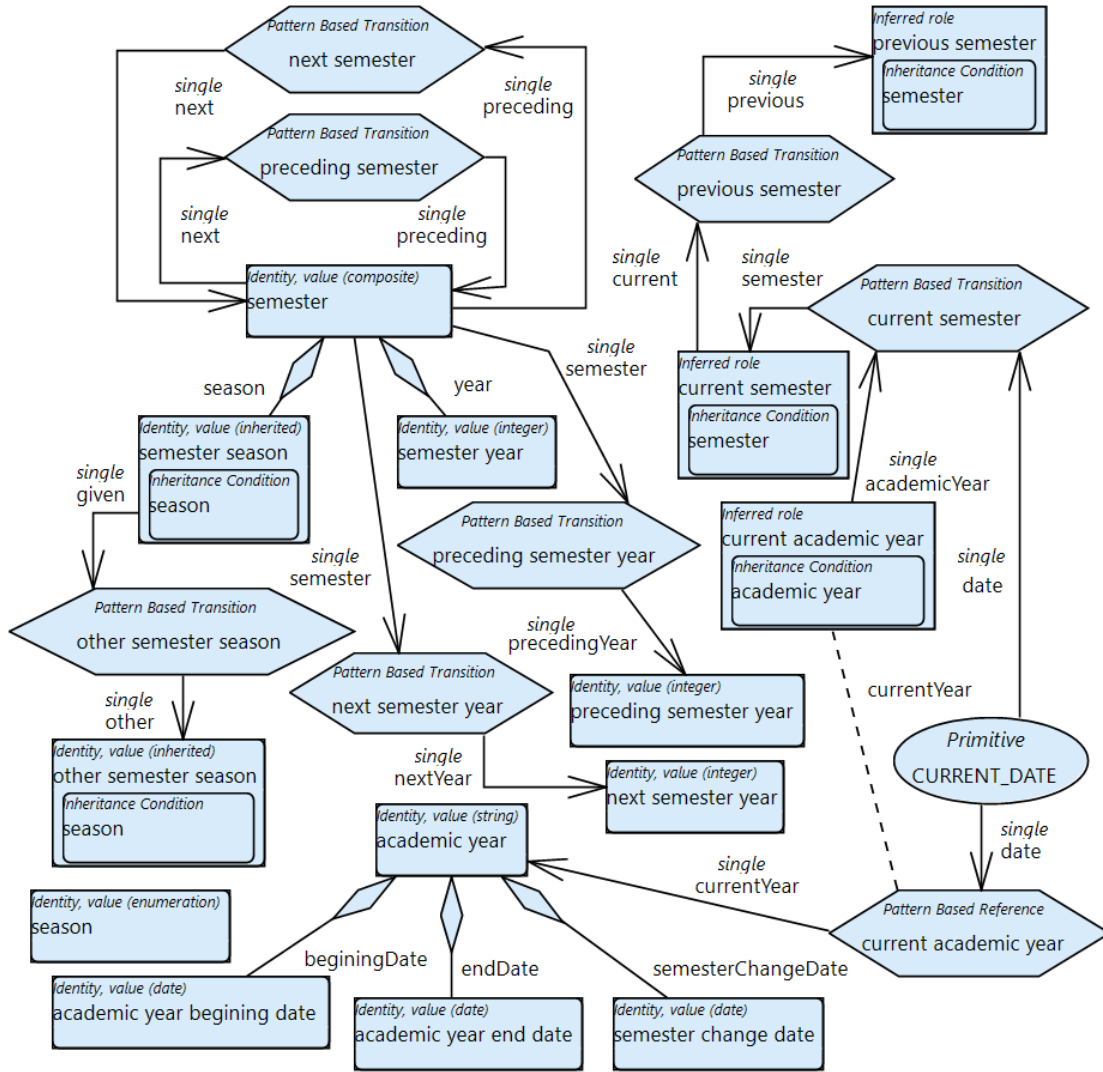 Pattern Based Transition
next semester
single
next
single
preceding
Pattern Based Transition
preceding semester
single
next
single
preceding
Identity, value (composite)
semester
Inferred role
previous semester
Inheritance Condition
semester
single
previous
Pattern Based Transition
previous semester
single
current
single
semester
Pattern Based Transition
current semester
Inferred role
current semester
Inheritance Condition
semester
season
year
single
semester
Identity, value (inherited)
semester season
Inheritance Condition
season
Identity, value (integer)
semester year
single
given
single
academicYear
Inferred role
current academic year
Inheritance Condition
academic year
single
date
Pattern Based Transition
preceding semester year
single
semester
Pattern Based Transition
other semester season
single
precedingYear
Pattern Based Transition
next semester year
Identity, value (integer)
preceding semester year
currentYear
single
other
Primitive
CURRENT_DATE
Identity, value (inherited)
other semester season
Inheritance Condition
season
single
nextYear
Identity, value (integer)
next semester year
Identity, value (string)
academic year
single
date
single
currentYear
Identity, value (enumeration)
season
Pattern Based Reference
current academic year
beginingDate
endDate
semesterChangeDate
Identity, value (date)
academic year begining date
Identity, value (date)
academic year end date
Identity, value (date)
semester change date